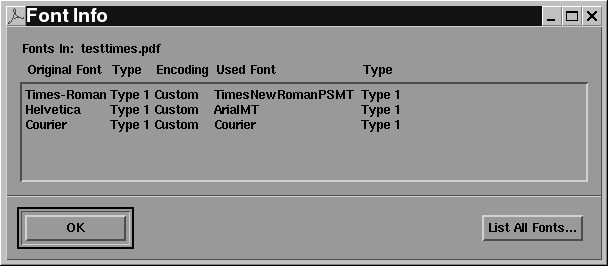 Font Info
Fonts In: testtimes.pdf
Original Font Type Encoding Used Font Type
Times-Roman Type 1 Custom TimesNewRomanPSMT Type 1
Helvetica Type 1 Custom ArialMT Type 1
Courier Type 1 Custom Courier Type 1
OK List All Fonts...